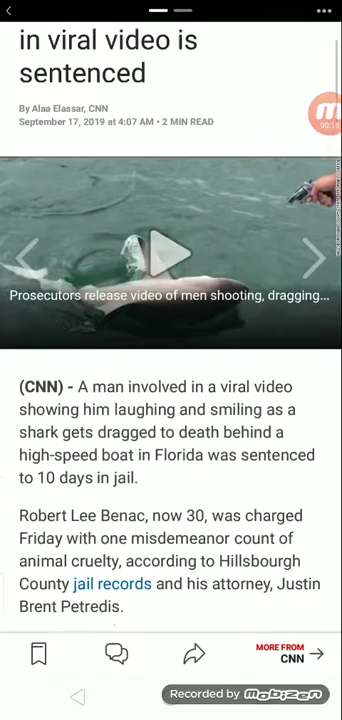 in viral video is
sentenced
By Alaa Elassar, CNN
September 17, 2019 at 4:07 AM • 2 MIN READ
00:15
Prosecutors release video of men shooting, dragging...
(CNN) - A man involved in a viral video
showing him laughing and smiling as a
shark gets dragged to death behind a
high-speed boat in Florida was sentenced
to 10 days in jail.
Robert Lee Benac, now 30, was charged
Friday with one misdemeanor count of
animal cruelty, according to Hillsbourgh
County jail records and his attorney, Justin
Brent Petredis.
MORE FROM
CNN
Recorded by mobizen